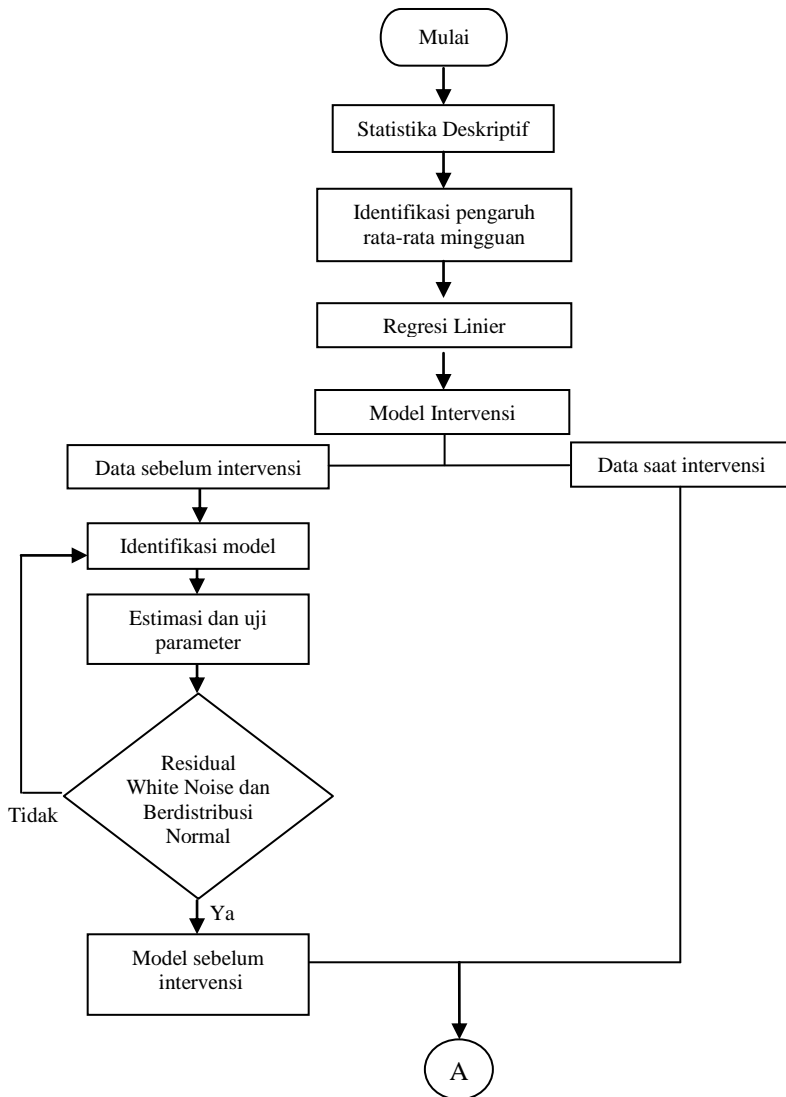 Mulai
Statistika Deskriptif
Identifikasi pengaruh
rata-rata mingguan
Regresi Linier
Model Intervensi
Data sebelum intervensi
Data saat intervensi
Identifikasi model
Estimasi dan uji
parameter
Residual
White Noise dan
Berdistribusi
Normal
Tidak
Ya
Model sebelum
intervensi
A